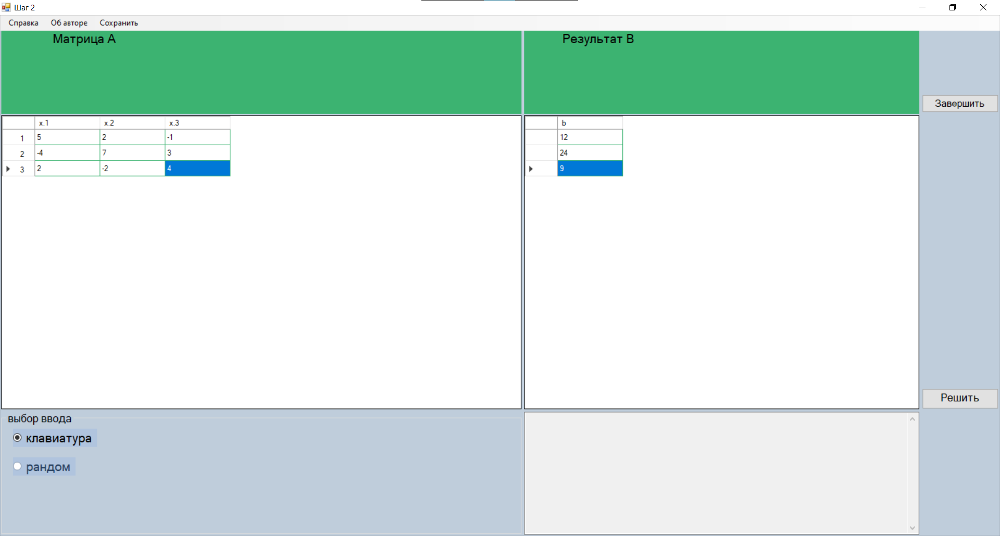 Шаг 2
Справка Об авторе Сохранить
Матрица А
Результат В
Завершить
x.1 x.2 x.3
1 5 2 -1
2 -4 7 3
3 2 -2 4
b
12
24
9
Решить
выбор ввода
клавиатура
рандом